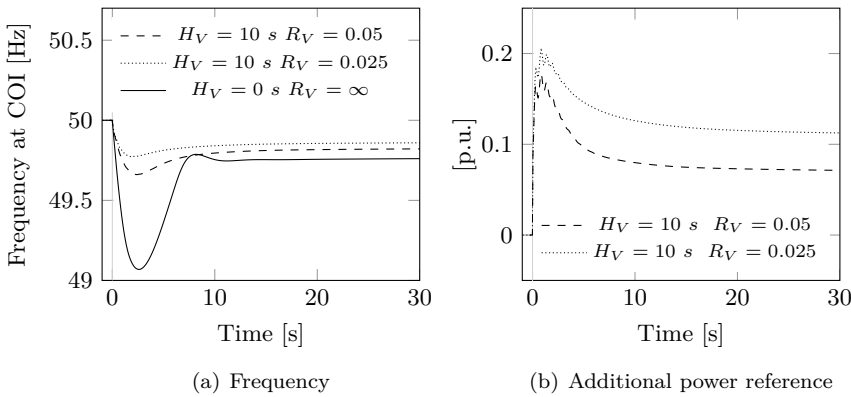 Frequency at COI [Hz]
50.5
50
49.5
49
H_V = 10 s R_V = 0.05
H_V = 10 s R_V = 0.025
H_V = 0 s R_V = ∞
0 10 20 30
Time [s]
(a) Frequency
[p.u.]
0.2
0.1
0
H_V = 10 s R_V = 0.05
H_V = 10 s R_V = 0.025
0 10 20 30
Time [s]
(b) Additional power reference